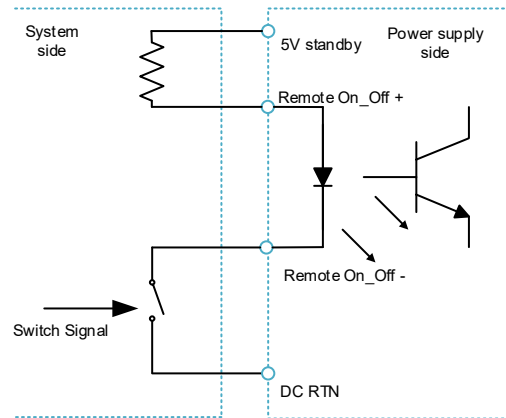 System
side
5V standby
Power supply
side
Remote On_Off +
Remote On_Off -
Switch Signal
DC RTN